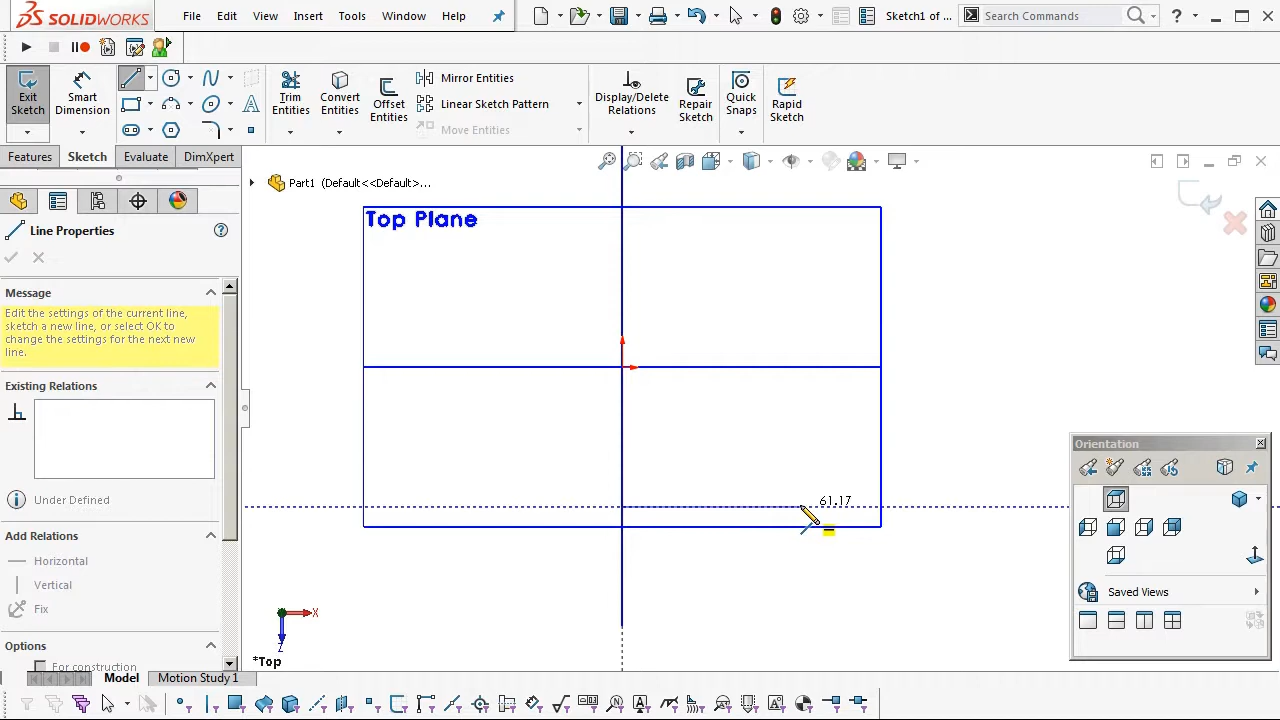 SOLIDWORKS File Edit View Insert Tools Window Help Sketch1 of ... Search Commands ?
Exit Sketch
Smart Dimension
Trim Entities
Convert Entities
Offset Entities
Mirror Entities
Linear Sketch Pattern
Move Entities
Display/Delete Relations
Repair Sketch
Quick Snaps
Rapid Sketch
Features Sketch Evaluate DimXpert
Part1 (Default<<Default>...
Line Properties
Top Plane
Message
Edit the settings of the current line,
sketch a new line, or select OK to
change the settings for the next new
line.
Existing Relations
Under Defined
Add Relations
Horizontal
Vertical
Fix
Options
For construction
61.17
X
Z
*Top
Orientation
Saved Views
Model Motion Study 1